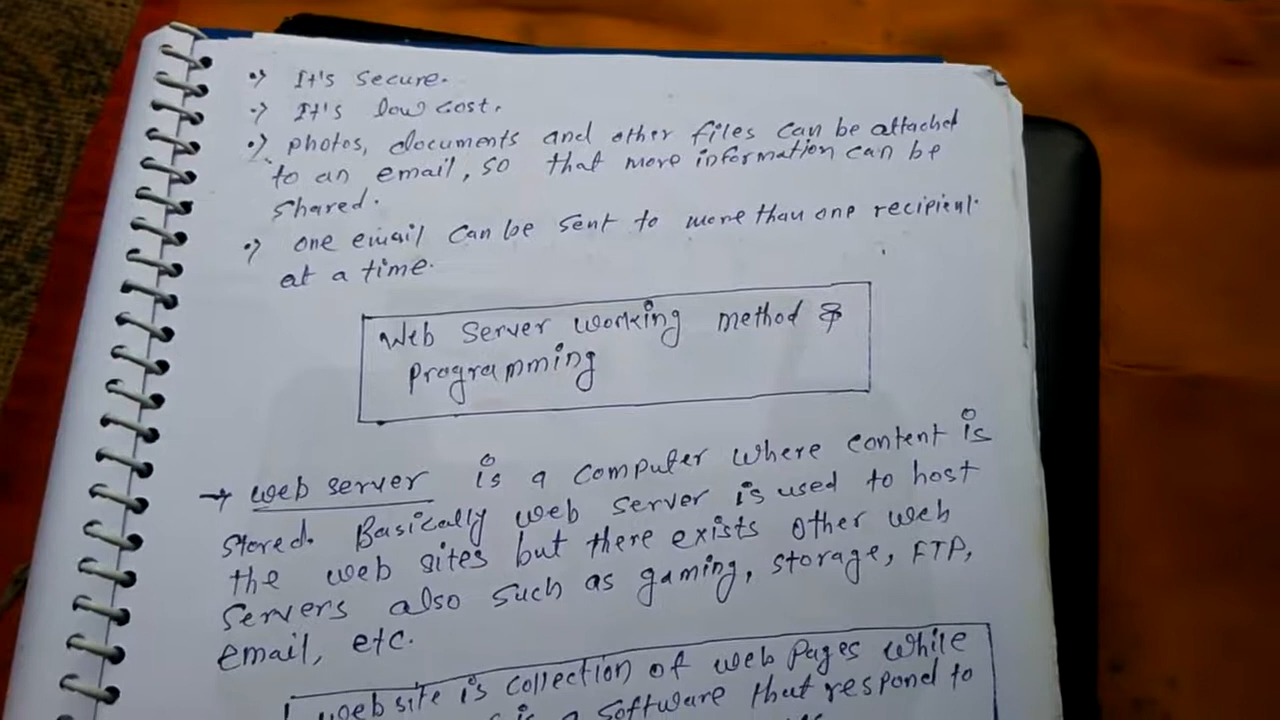 •> It's secure.
•> It's low cost.
•> photos, documents and other files can be attached
to an email, so that more information can be
shared.
•> one email can be sent to more than one recipient.
at a time.
Web Server working method &
programming
→ web server is a computer where content is
stored. Basically web server is used to host
the web sites but there exists other web
servers also such as gaming, storage, FTP,
email, etc.
website is collection of web pages while
is a software that respond to